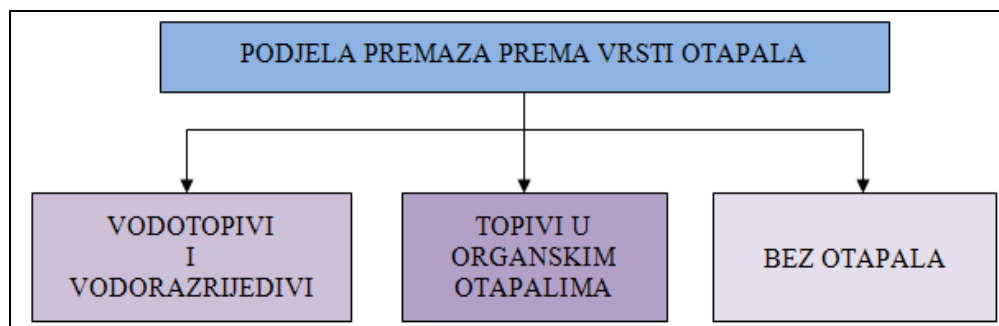 PODJELA PREMAZA PREMA VRSTI OTAPALA
VODOTOPIVI
I
VODORAZRIJEDIVI
TOPIVI U
ORGANSKIM
OTAPALIMA
BEZ OTAPALA